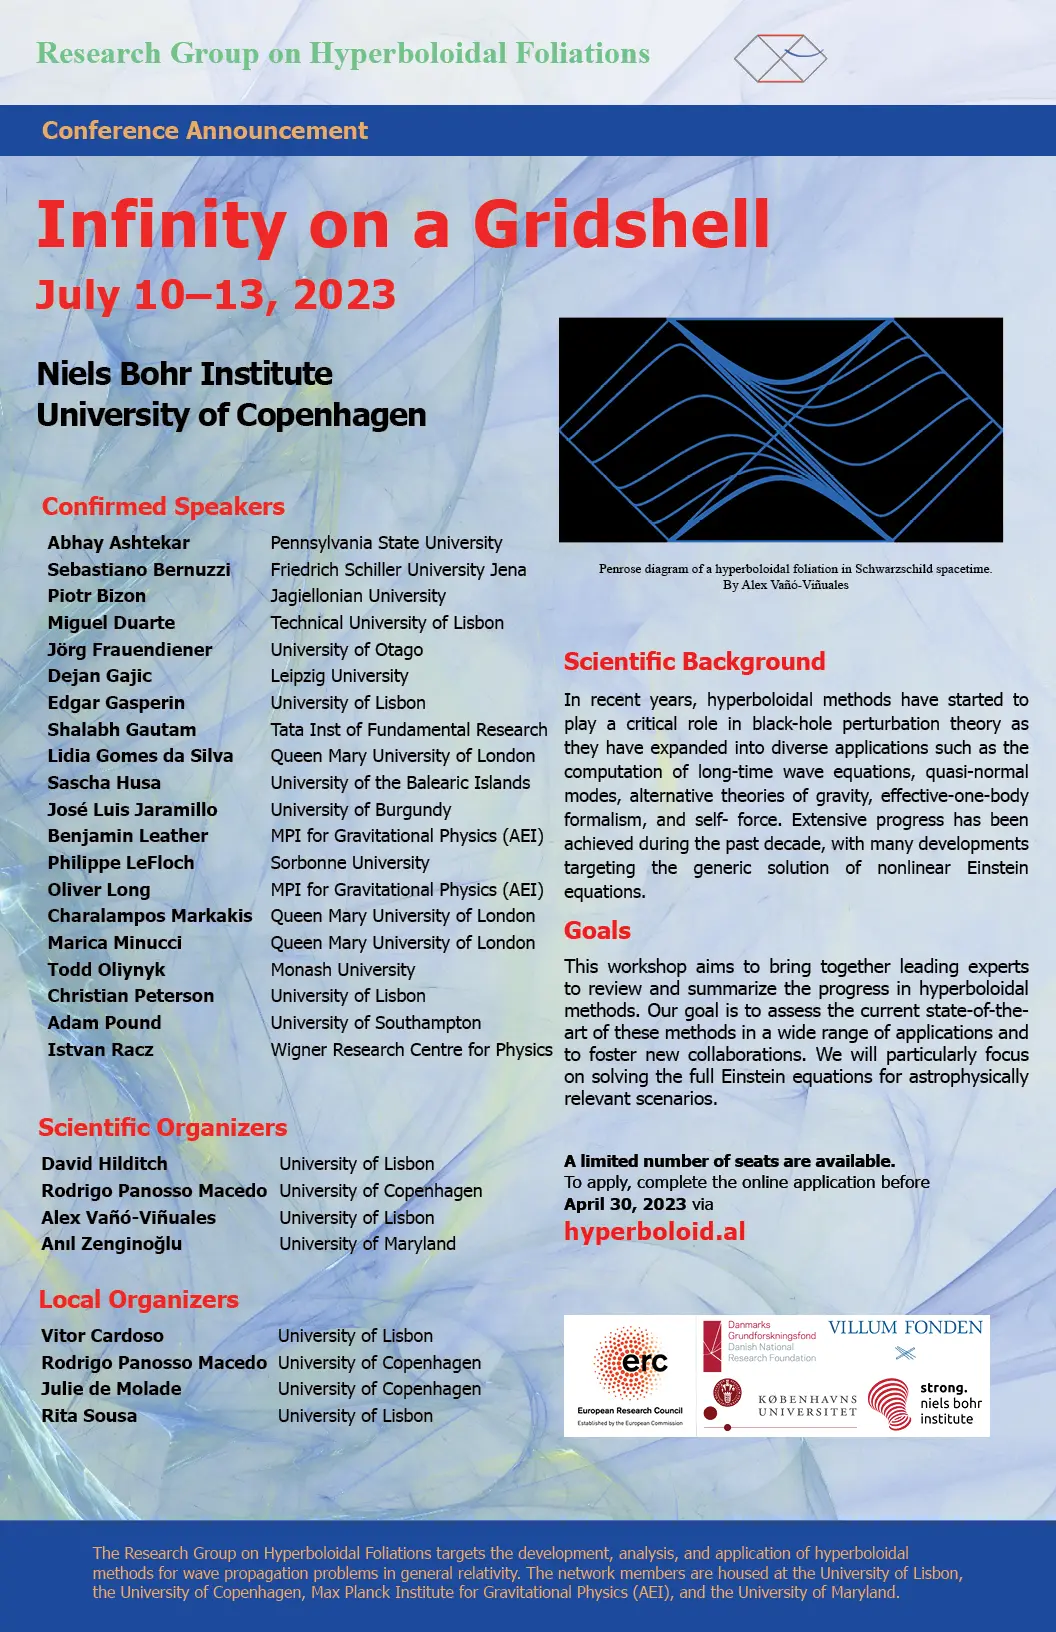 Research Group on Hyperboloidal Foliations
Conference Announcement
Infinity on a Gridshell
July 10–13, 2023
Niels Bohr Institute
University of Copenhagen
Confirmed Speakers
Abhay Ashtekar Pennsylvania State University
Sebastiano Bernuzzi Friedrich Schiller University Jena
Piotr Bizon Jagiellonian University
Miguel Duarte Technical University of Lisbon
Jörg Frauendiener University of Otago
Dejan Gajic Leipzig University
Edgar Gasperin University of Lisbon
Shalabh Gautam Tata Inst of Fundamental Research
Lidia Gomes da Silva Queen Mary University of London
Sascha Husa University of the Balearic Islands
José Luis Jaramillo University of Burgundy
Benjamin Leather MPI for Gravitational Physics (AEI)
Philippe LeFloch Sorbonne University
Oliver Long MPI for Gravitational Physics (AEI)
Charalampos Markakis Queen Mary University of London
Marica Minucci Queen Mary University of London
Todd Oliynyk Monash University
Christian Peterson University of Lisbon
Adam Pound University of Southampton
Istvan Racz Wigner Research Centre for Physics
Scientific Organizers
David Hilditch University of Lisbon
Rodrigo Panosso Macedo University of Copenhagen
Alex Vañó-Viñuales University of Lisbon
Anıl Zenginoğlu University of Maryland
Local Organizers
Vitor Cardoso University of Lisbon
Rodrigo Panosso Macedo University of Copenhagen
Julie de Molade University of Copenhagen
Rita Sousa University of Lisbon
Penrose diagram of a hyperboloidal foliation in Schwarzschild spacetime.
By Alex Vañó-Viñuales
Scientific Background
In recent years, hyperboloidal methods have started to
play a critical role in black-hole perturbation theory as
they have expanded into diverse applications such as the
computation of long-time wave equations, quasi-normal
modes, alternative theories of gravity, effective-one-body
formalism, and self- force. Extensive progress has been
achieved during the past decade, with many developments
targeting the generic solution of nonlinear Einstein
equations.
Goals
This workshop aims to bring together leading experts
to review and summarize the progress in hyperboloidal
methods. Our goal is to assess the current state-of-the-
art of these methods in a wide range of applications and
to foster new collaborations. We will particularly focus
on solving the full Einstein equations for astrophysically
relevant scenarios.
A limited number of seats are available.
To apply, complete the online application before
April 30, 2023 via
hyperboloid.al
erc
European Research Council
Established by the European Commission
Danmarks
Grundforskningsfond
Danish National
Research Foundation
VILLUM FONDEN
KØBENHAVNS
UNIVERSITET
strong.
niels bohr
institute
The Research Group on Hyperboloidal Foliations targets the development, analysis, and application of hyperboloidal
methods for wave propagation problems in general relativity. The network members are housed at the University of Lisbon,
the University of Copenhagen, Max Planck Institute for Gravitational Physics (AEI), and the University of Maryland.